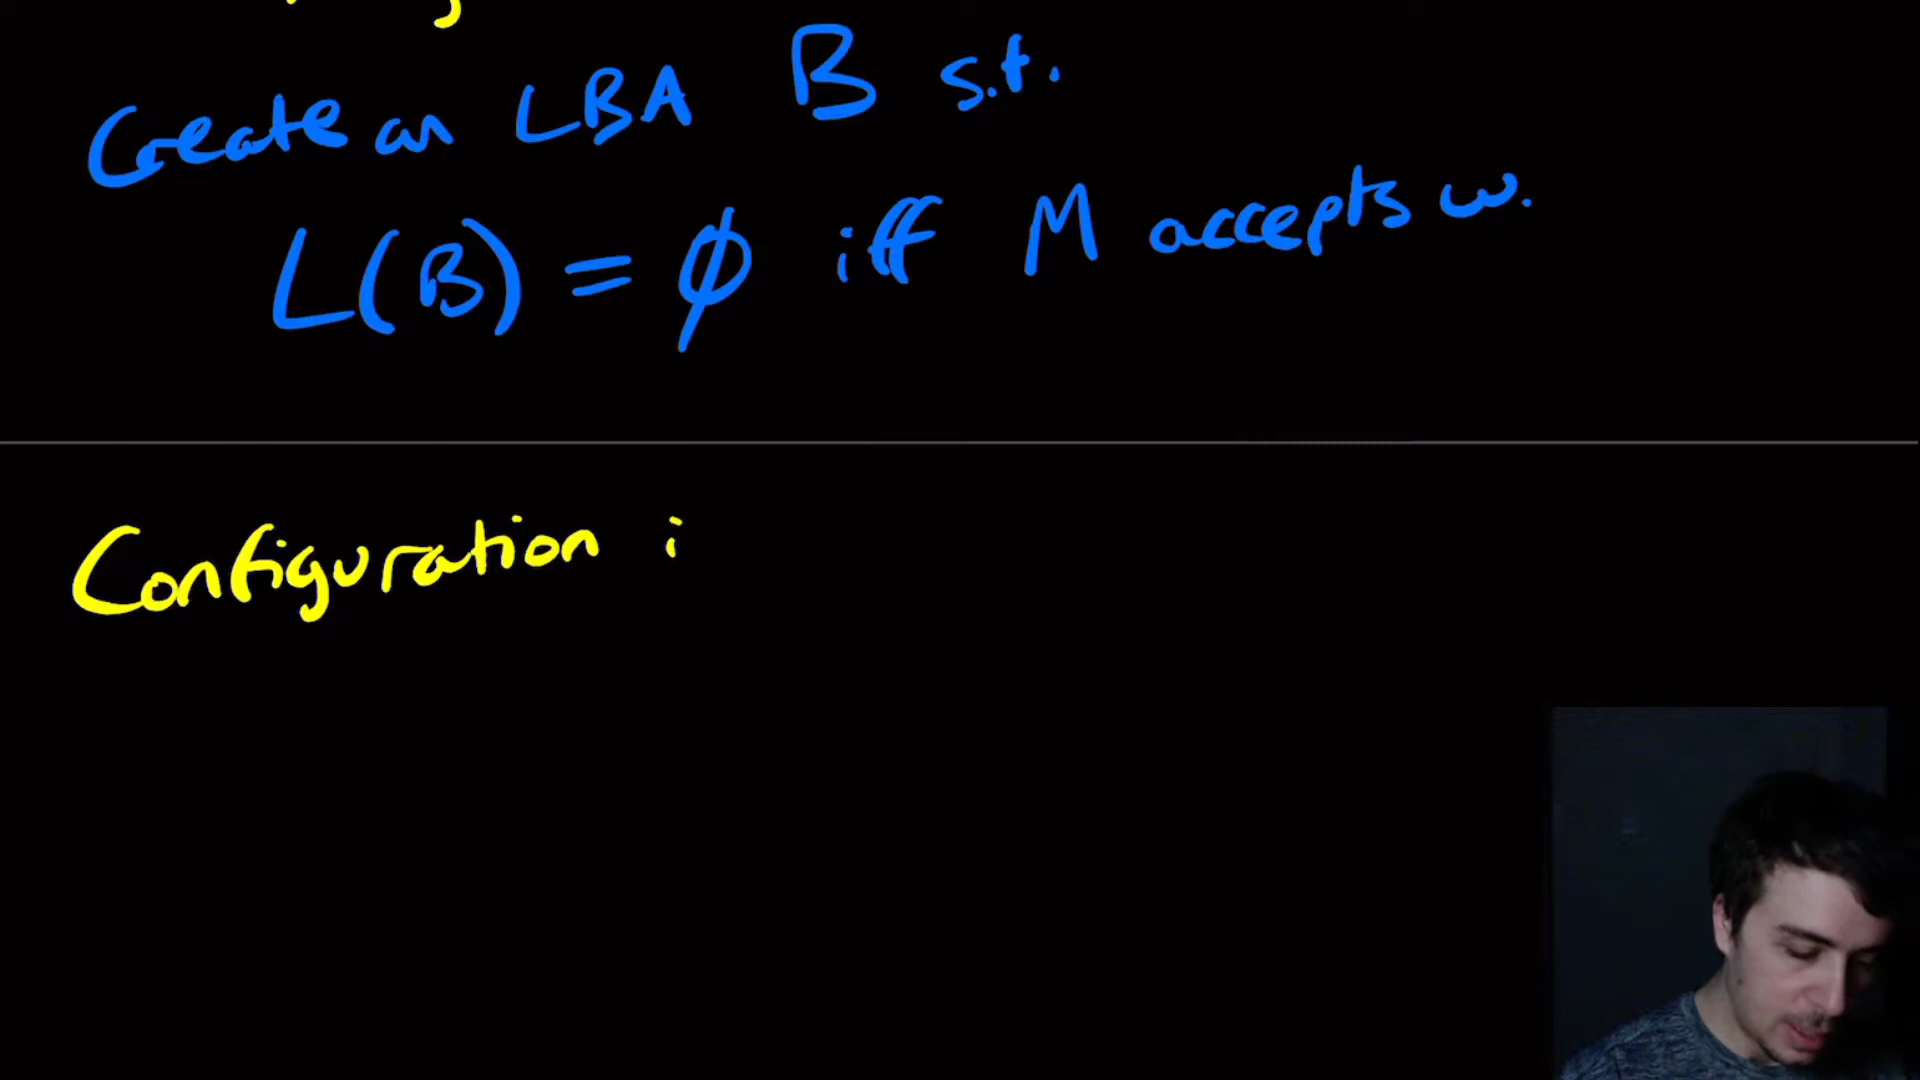 Create an LBA B s.t.
L(B) = ∅ iff M accepts w.
Configuration i